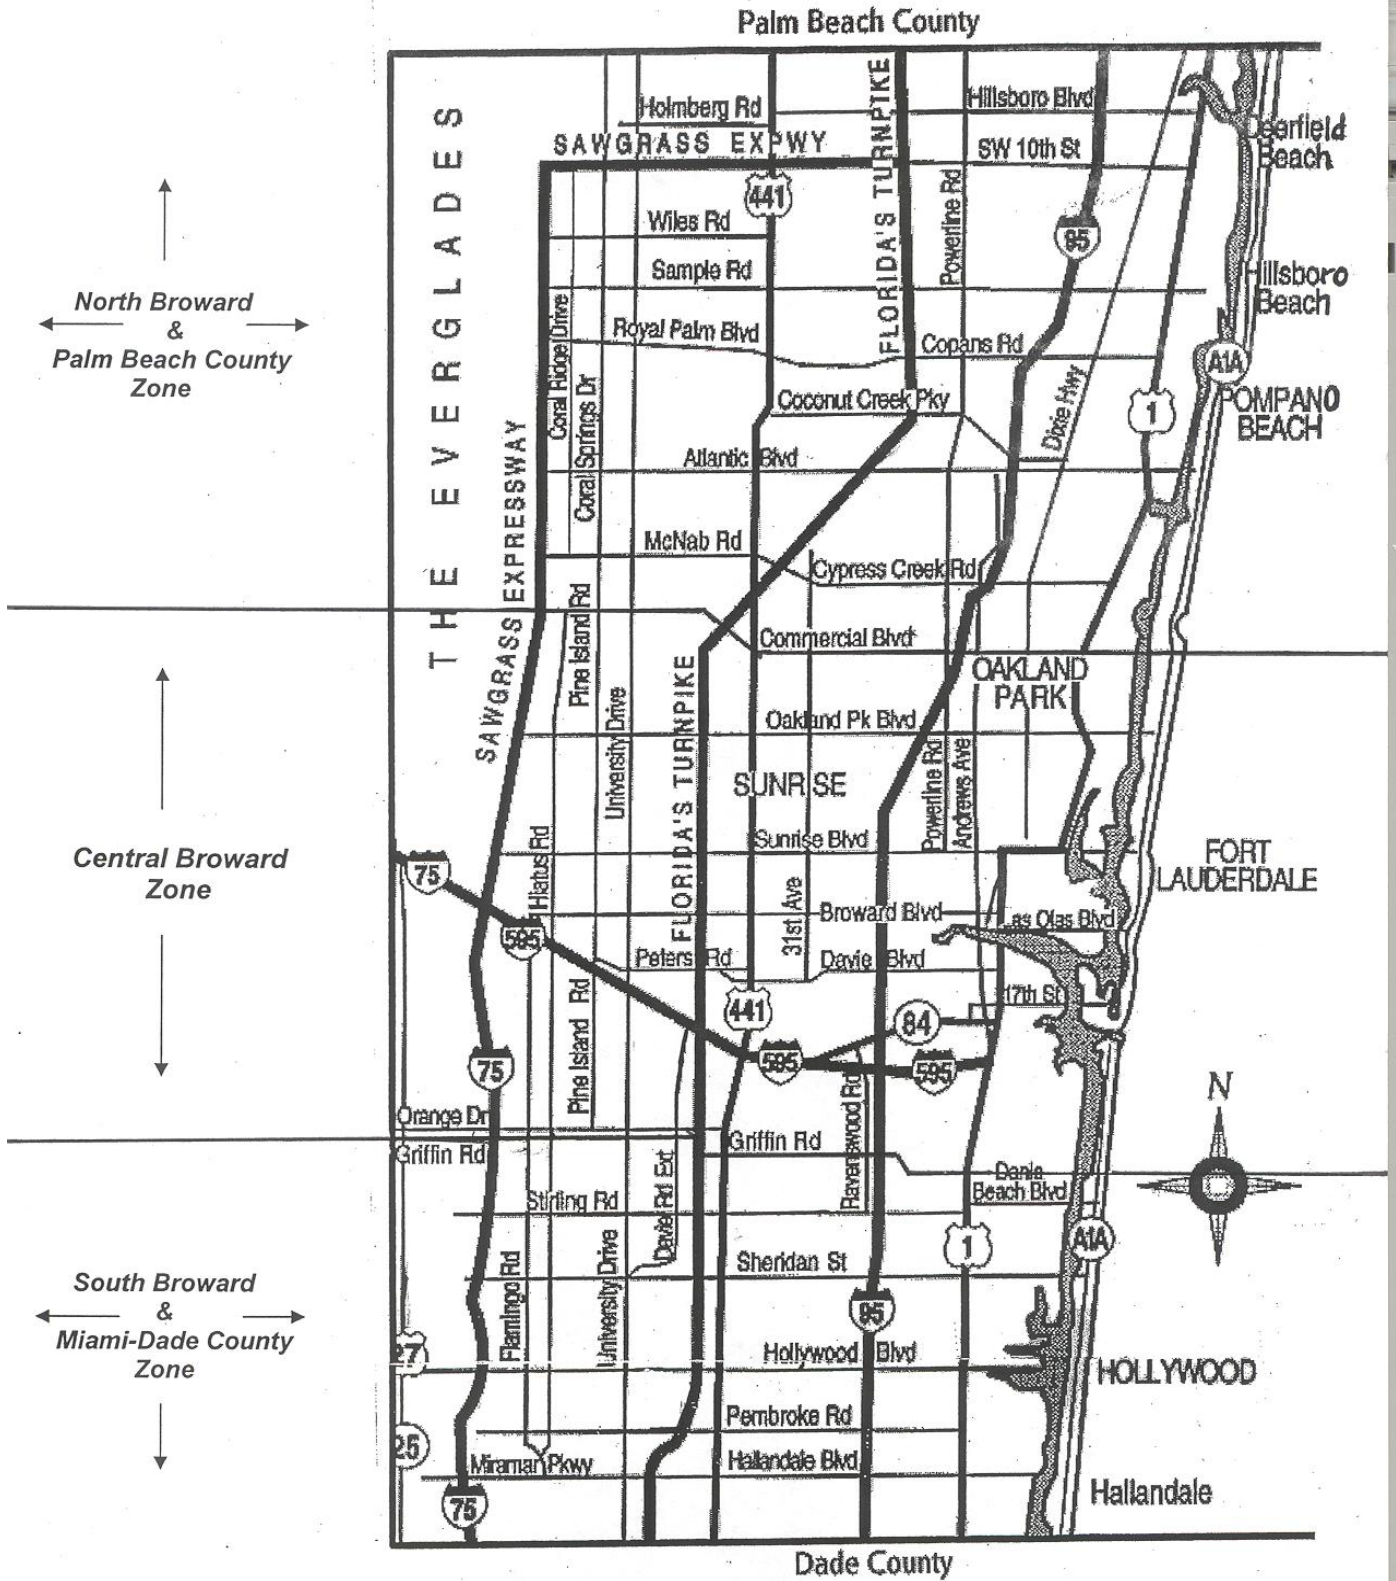 Palm Beach County
Holmberg Rd
Hillsboro Blvd
SAWGRASS EXPWY
SW 10th St
Deerfield
Beach
441
Wiles Rd
Sample Rd
FLORIDA'S TURNPIKE
Powerline Rd
95
Hillsboro
Beach
THE EVERGLADES
North Broward
&
Palm Beach County
Zone
Royal Palm Blvd
Copans Rd
A1A
Coral Ridge Drive
Coral Springs Dr
Coconut Creek Pky
Dixie Hwy
1
POMPANO
BEACH
Atlantic Blvd
SAWGRASS EXPRESSWAY
McNab Rd
Cypress Creek Rd
Pine Island Rd
Commercial Blvd
OAKLAND
PARK
University Drive
FLORIDA'S TURNPIKE
Oakland Pk Blvd
SUNRISE
Powerline Rd
Andrews Ave
Sunrise Blvd
Central Broward
Zone
75
Hiatus Rd
FORT
LAUDERDALE
31st Ave
Broward Blvd
Las Olas Blvd
595
Peters Rd
Davie Blvd
17th St
441
84
Pine Island Rd
75
595
595
Ravenswood Rd
N
Orange Dr
Griffin Rd
Griffin Rd
Dania
Beach Blvd
Stirling Rd
Davie Rd Ext
1
A1A
Sheridan St
Flamingo Rd
University Drive
South Broward
&
Miami-Dade County
Zone
95
27
Hollywood Blvd
HOLLYWOOD
Pembroke Rd
25
Miramar Pkwy
Hallandale Blvd
75
Hallandale
Dade County